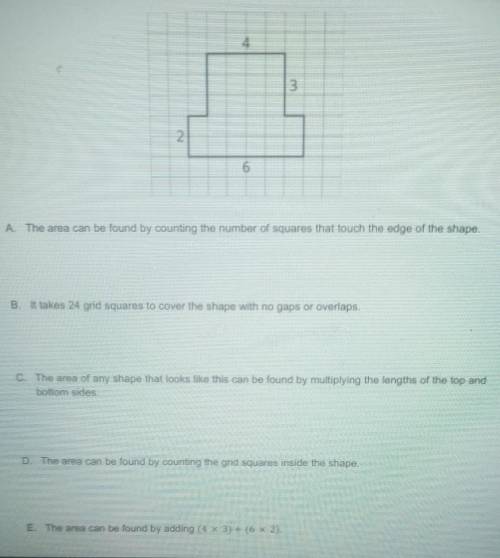 4
3
2
6
A. The area can be found by counting the number of squares that touch the edge of the shape.
B. It takes 24 grid squares to cover the shape with no gaps or overlaps.
C. The area of any shape that looks like this can be found by multiplying the lengths of the top and
bottom sides.
D. The area can be found by counting the grid squares inside the shape.
E. The area can be found by adding (4 × 3) + (6 × 2).